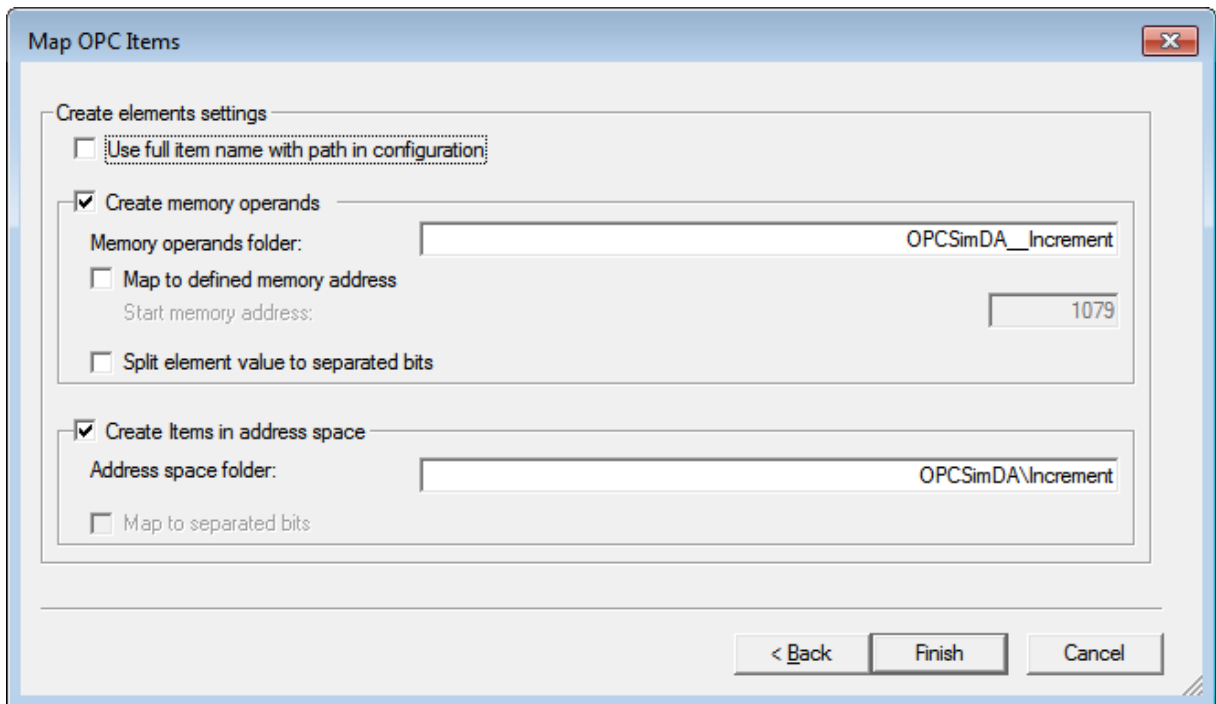 Map OPC Items
Create elements settings
Use full item name with path in configuration
Create memory operands
Memory operands folder: OPCSimDA__Increment
Map to defined memory address
Start memory address: 1079
Split element value to separated bits
Create Items in address space
Address space folder: OPCSimDA\Increment
Map to separated bits
< Back Finish Cancel